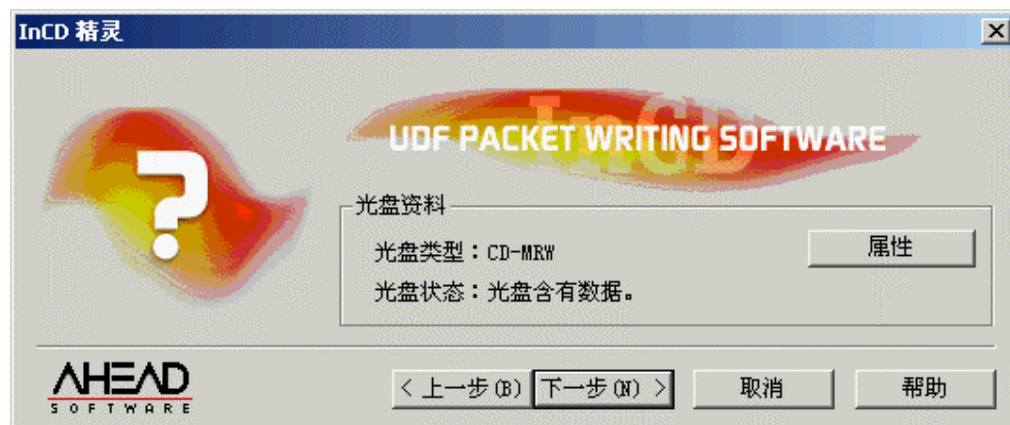 InCD 精灵
InCD
UDF PACKET WRITING SOFTWARE
光盘资料
光盘类型：CD-MRW
属性
光盘状态：光盘含有数据。
AHEAD
SOFTWARE
< 上一步(B) 下一步(N) > 取消 帮助